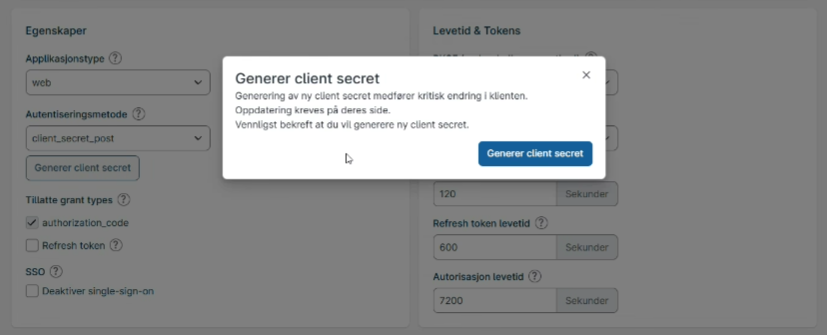 Egenskaper
Applikasjonstype
web
Autentiseringsmetode
client_secret_post
Generer client secret
Tillatte grant types
authorization_code
Refresh token
SSO
Deaktiver single-sign-on
Generer client secret
Generering av ny client secret medfører kritisk endring i klienten.
Oppdatering kreves på deres side.
Vennligst bekreft at du vil generere ny client secret.
Generer client secret
Levetid & Tokens
120 Sekunder
Refresh token levetid
600 Sekunder
Autorisasjon levetid
7200 Sekunder